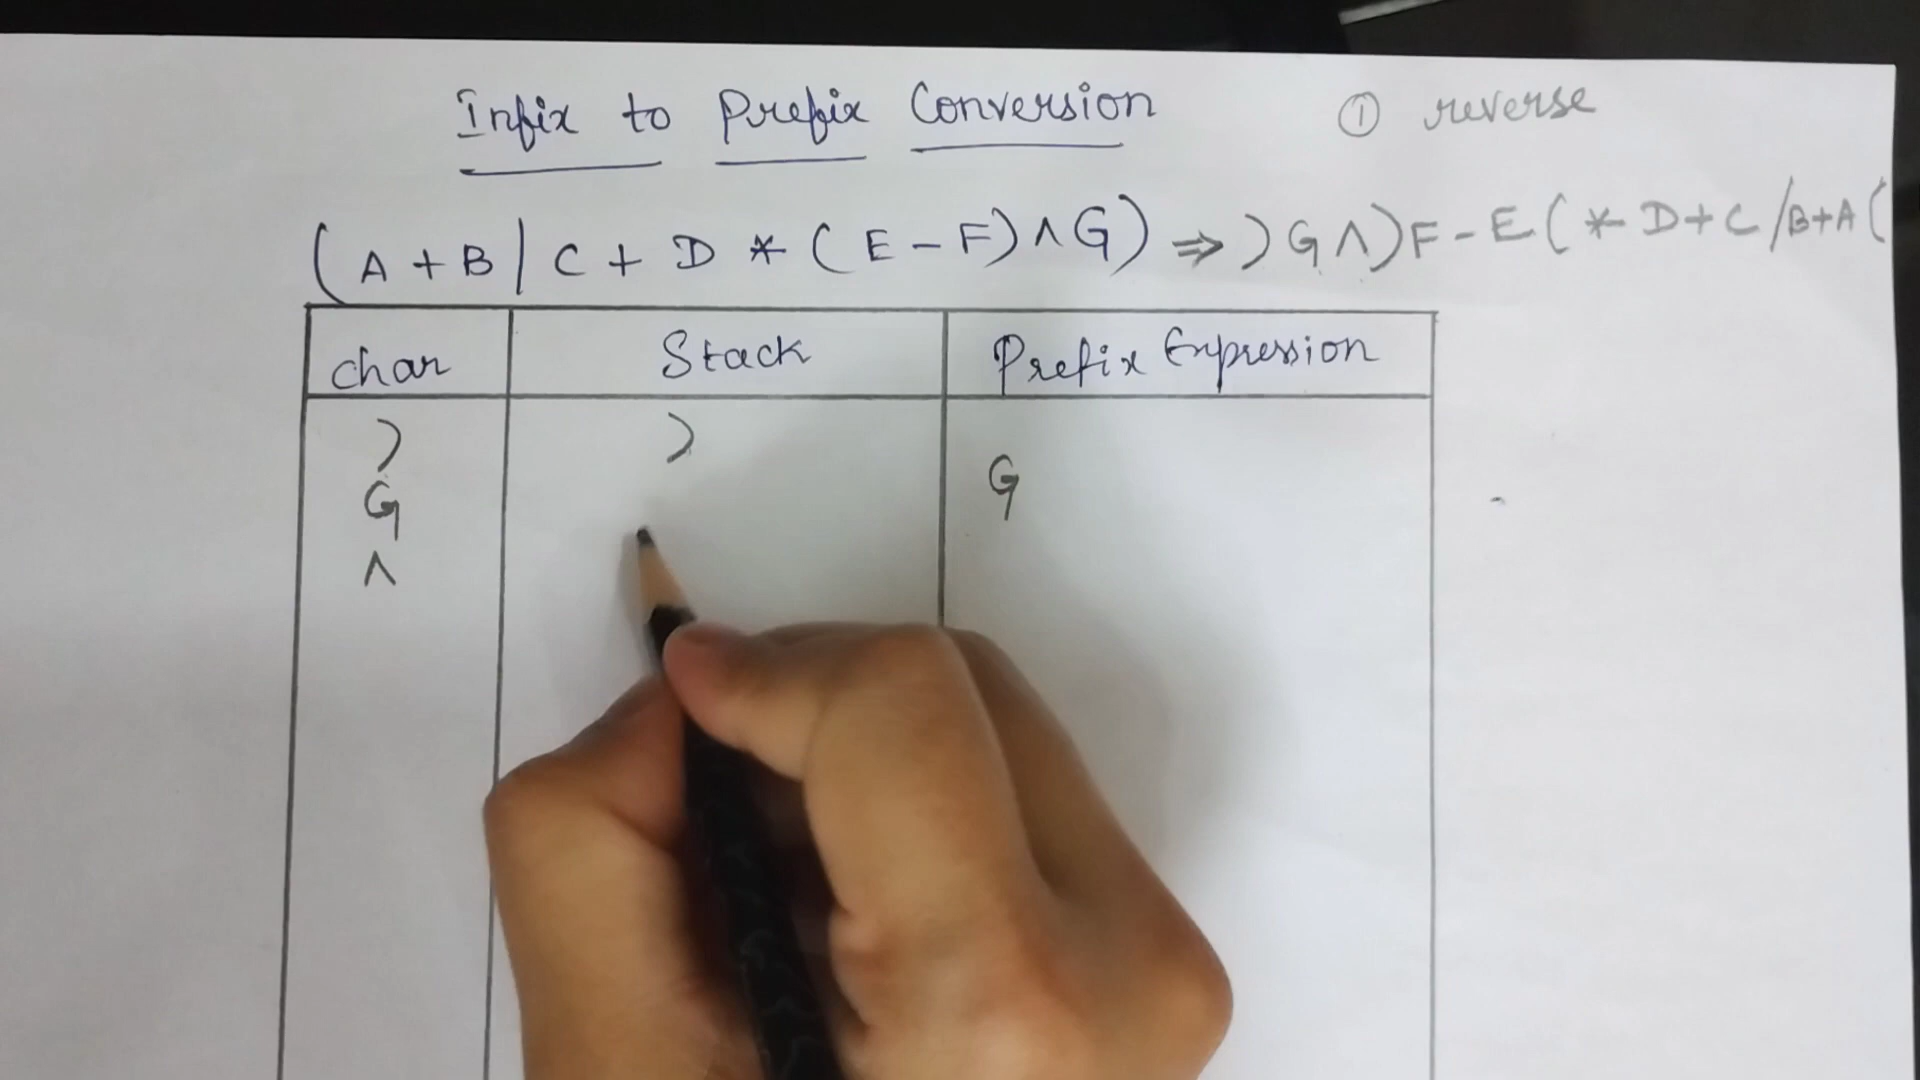 Infix to Prefix Conversion ① reverse
(A+B/C+D*(E-F)^G) ⇒ )G^)F-E(*D+C/B+A(
Char Stack Prefix Expression
) )
G G
^